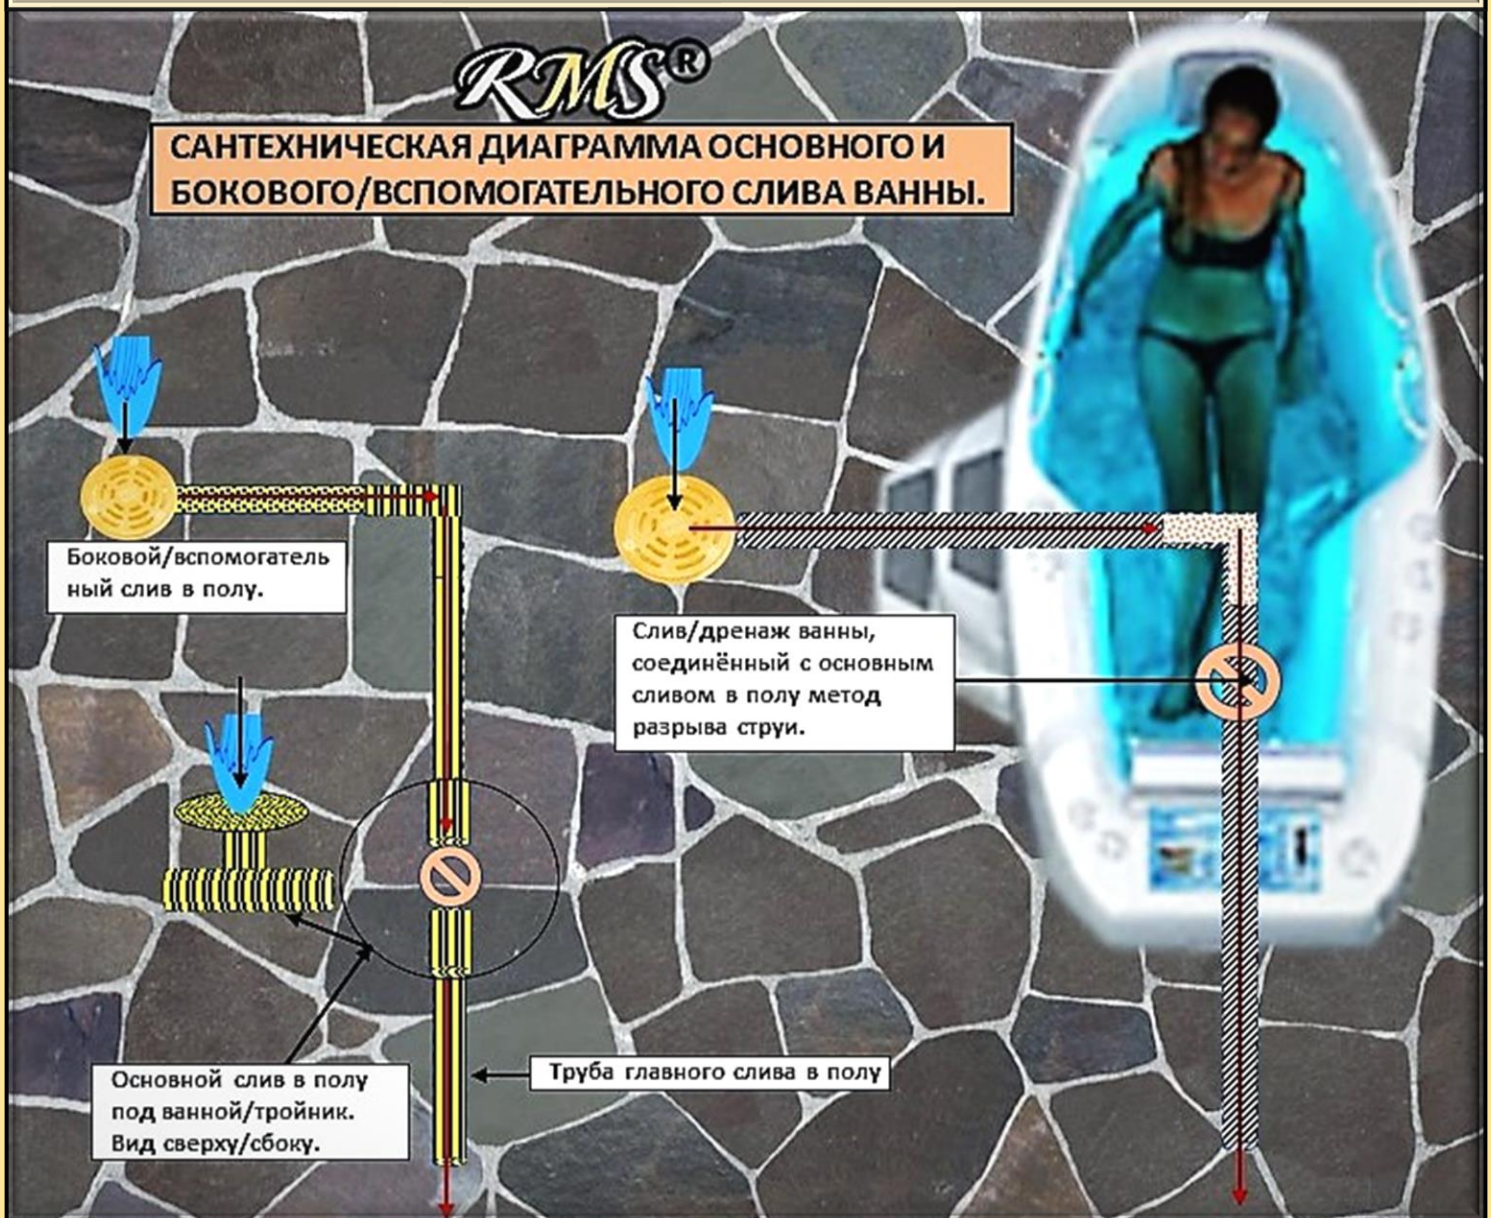 RMS®
САНТЕХНИЧЕСКАЯ ДИАГРАММА ОСНОВНОГО И
БОКОВОГО/ВСПОМОГАТЕЛЬНОГО СЛИВА ВАННЫ.
Боковой/вспомогатель
ный слив в полу.
Слив/дренаж ванны,
соединённый с основным
сливом в полу метод
разрыва струи.
Труба главного слива в полу
Основной слив в полу
под ванной/тройник.
Вид сверху/сбоку.